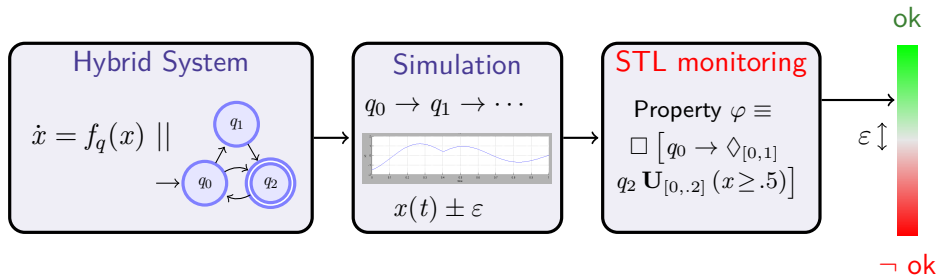 Hybrid System
ẋ = f_q(x) ||
q₁
q₀
q₂
Simulation
q₀ → q₁ → ⋯
x(t) ± ε
STL monitoring
Property φ ≡
□ [q₀ → ◊_[0,1]
q₂ U_[0,.2] (x ≥ .5)]
ok
ε ↕
¬ ok